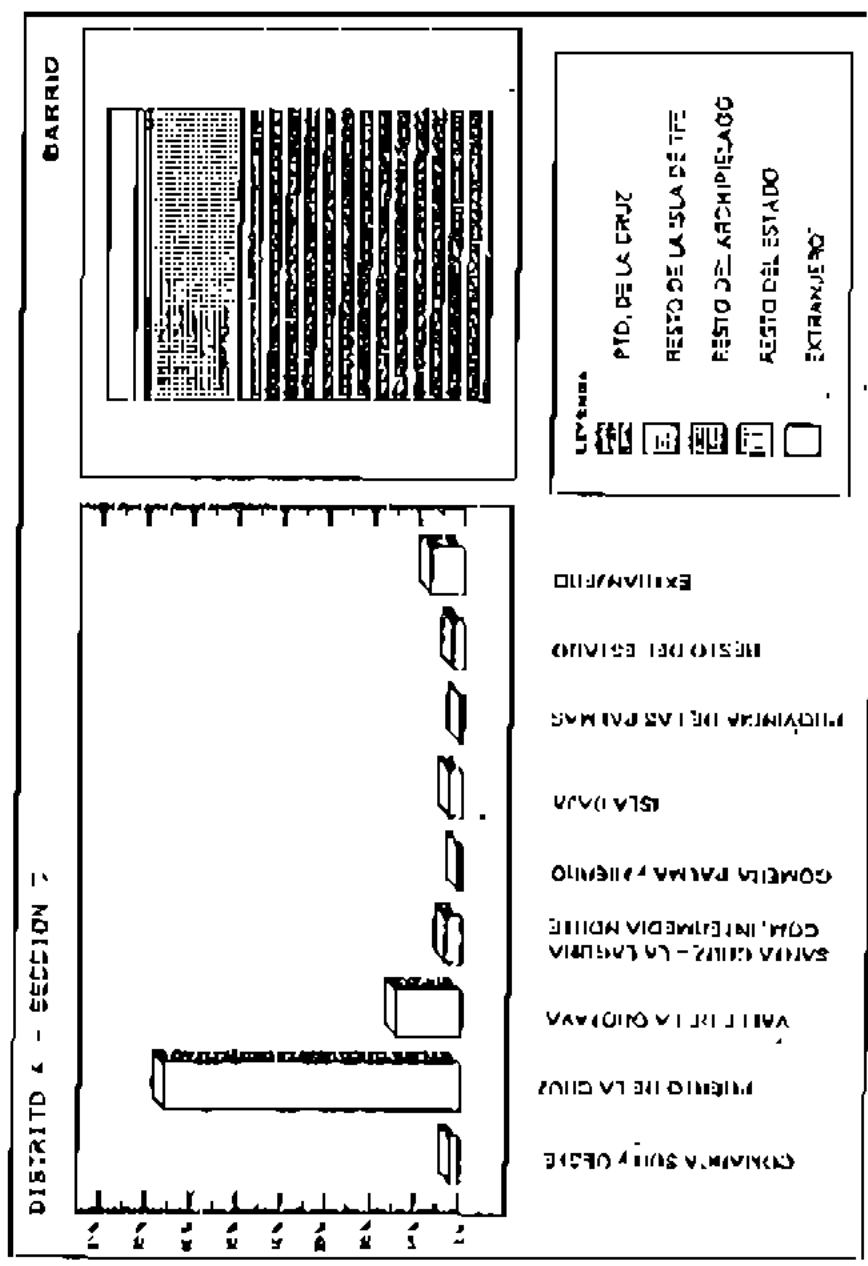 DISTRITO 4 - SECCION 7
BARRIO
COMARCA SUR y OESTE
PUERTO DE LA CRUZ
VALLE DE LA OROTAVA
SANTA CRUZ - LA LAGUNA
COM. INTERMEDIA NORTE
GOMERA PALMA y HIERRO
ISLA BAJA
PROVINCIA DE LAS PALMAS
RESTO DEL ESTADO
EXTRANJERO
LEYENDA
PTO. DE LA CRUZ
RESTO DE LA ISLA DE TFE
RESTO DEL ARCHIPIELAGO
RESTO DEL ESTADO
EXTRANJERO